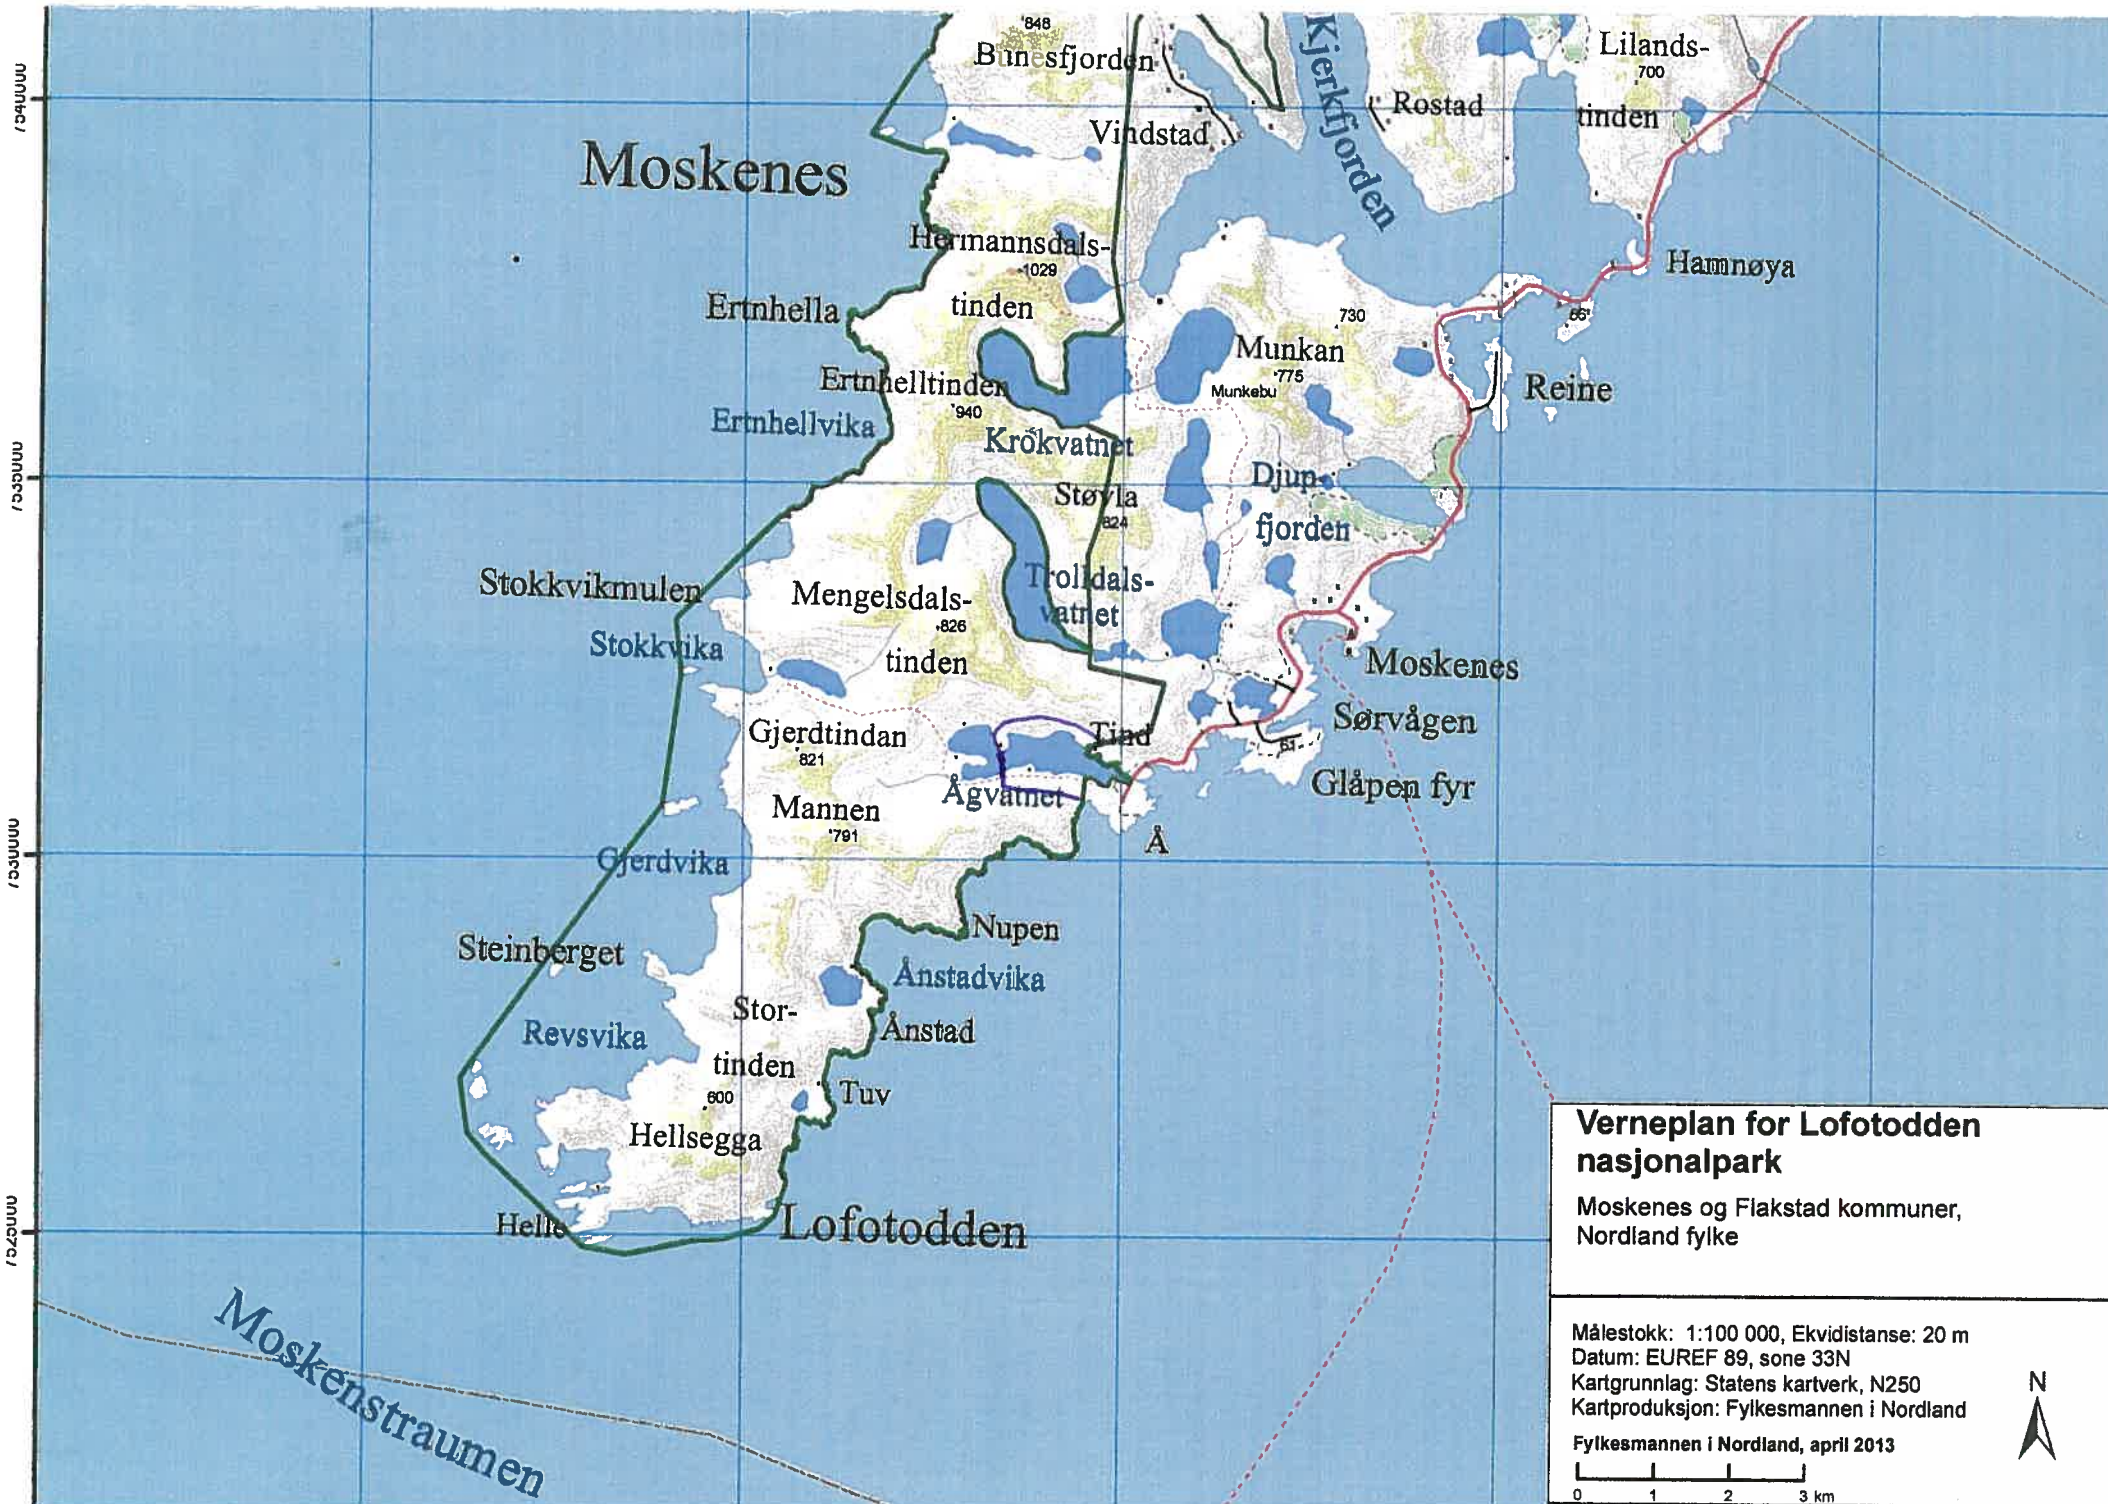 848
Bunesfjorden
Kjerkfjorden
Lilands-
700
tinden
Rostad
Vindstad
Moskenes
Hermannsdals-
1029
tinden
Hamnøya
Ertnhella
730
Munkan
775
Munkebu
Reine
Ertnhelltinden
940
Ertnhellvika
Krokvatnet
Støvla
824
Djup-
fjorden
Stokkvikmulen
Stokkvika
Mengelsdals-
826
tinden
Trolldals-
vatnet
Moskenes
Sørvågen
Gjerdtindan
821
Tind
Glåpen fyr
Ågvatnet
Mannen
791
Å
Gjerdvika
Nupen
Steinberget
Ånstadvika
Stor-
tinden
Ånstad
Revsvika
Tuv
600
Hellsegga
Helle
Lofotodden
Moskenstraumen
Verneplan for Lofotodden
nasjonalpark
Moskenes og Flakstad kommuner,
Nordland fylke
Målestokk: 1:100 000, Ekvidistanse: 20 m
Datum: EUREF 89, sone 33N
Kartgrunnlag: Statens kartverk, N250
Kartproduksjon: Fylkesmannen i Nordland
Fylkesmannen i Nordland, april 2013
N
0 1 2 3 km